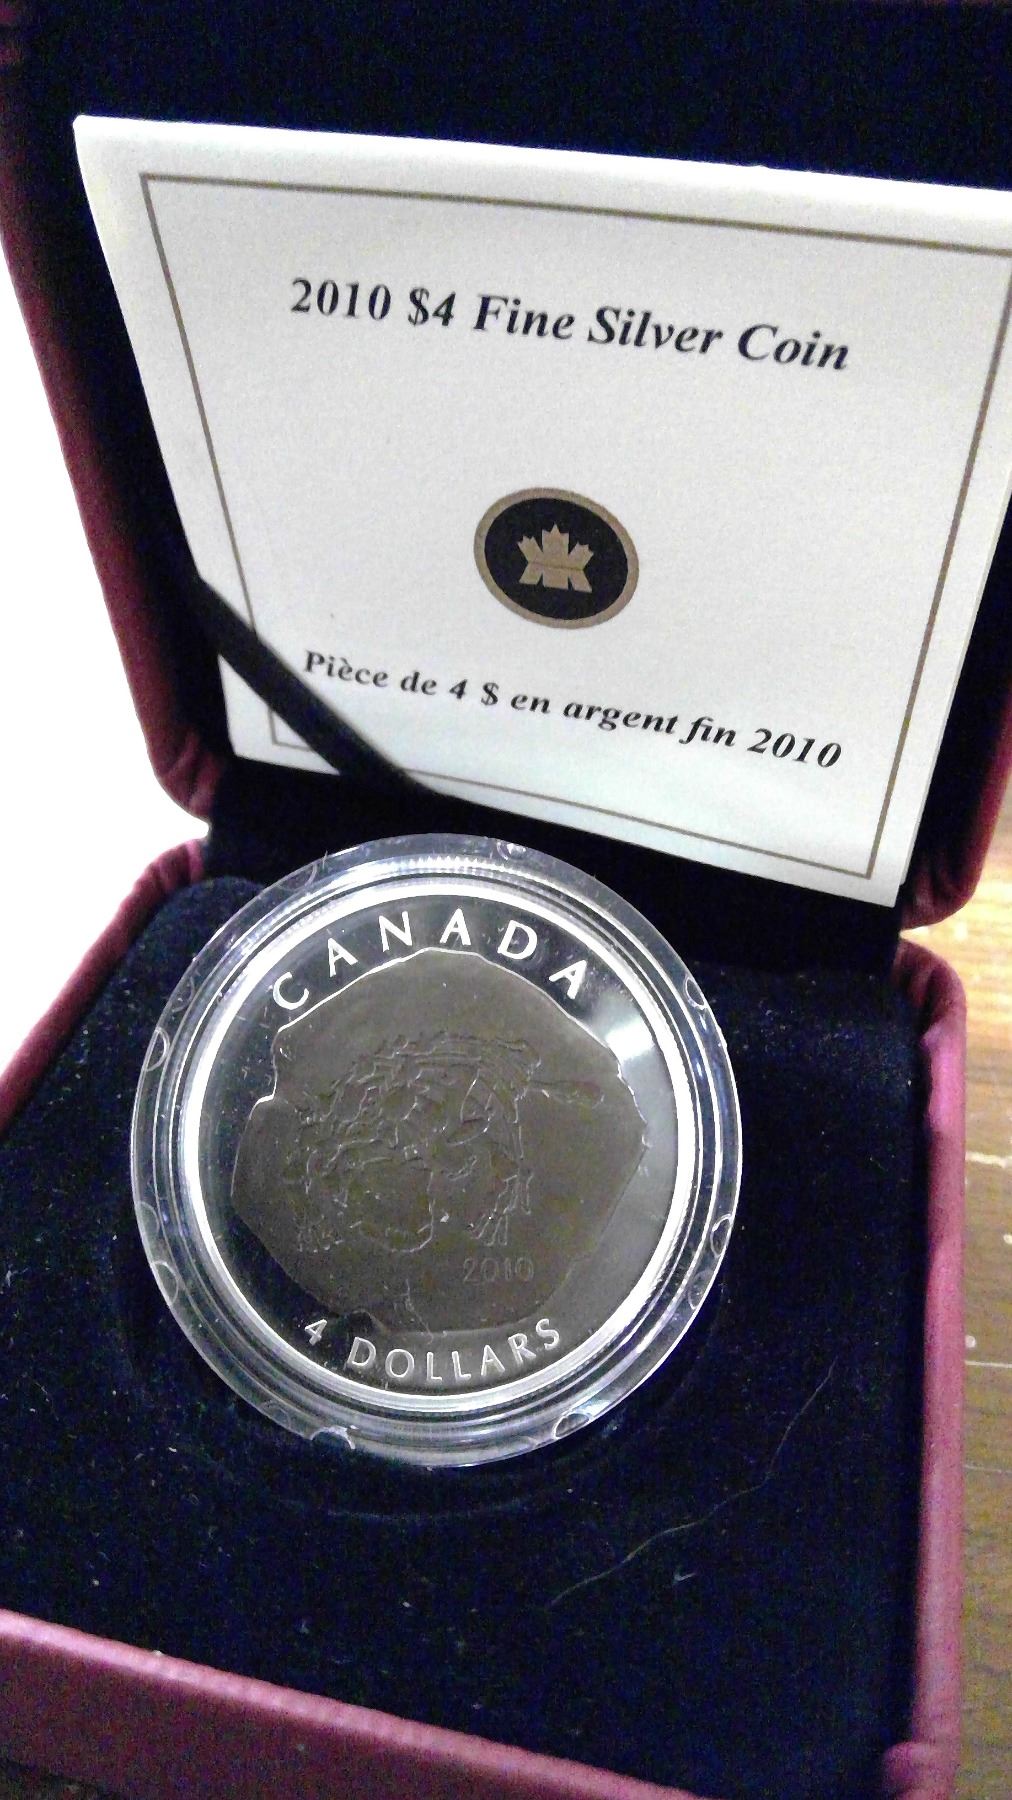 2010 $4 Fine Silver Coin
Pièce de 4 $ en argent fin 2010
CANADA
2010
4 DOLLARS